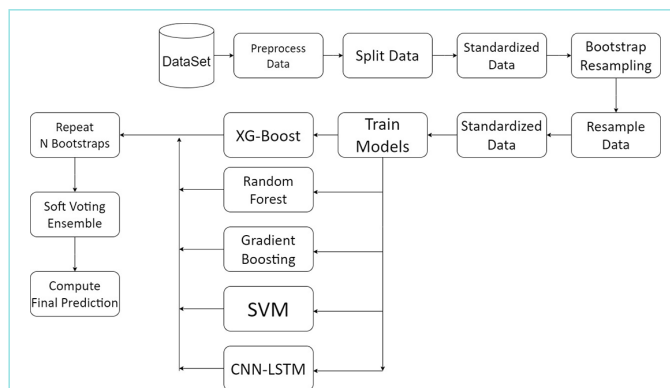 DataSet
Preprocess
Data
Split Data
Standardized
Data
Bootstrap
Resampling
Repeat
N Bootstraps
XG-Boost
Train
Models
Standardized
Data
Resample
Data
Random
Forest
Soft Voting
Ensemble
Gradient
Boosting
Compute
Final Prediction
SVM
CNN-LSTM